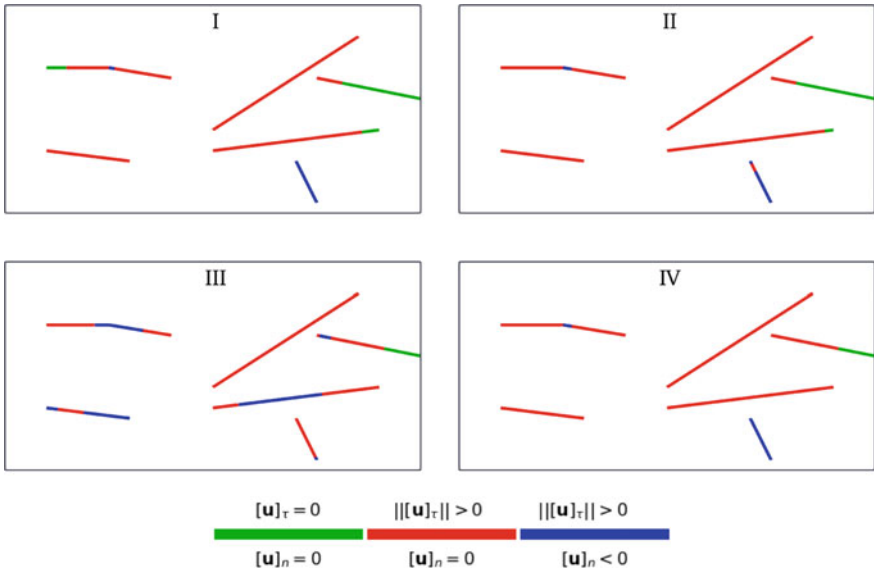 I
II
III
IV
[u]τ = 0 ||[u]τ|| > 0 ||[u]τ|| > 0
[u]n = 0 [u]n = 0 [u]n < 0